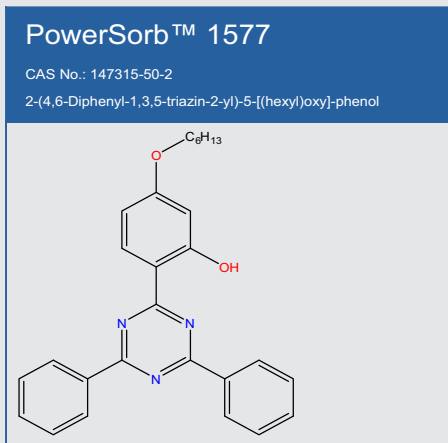 PowerSorb™ 1577
CAS No.: 147315-50-2
2-(4,6-Diphenyl-1,3,5-triazin-2-yl)-5-[(hexyl)oxy]-phenol
C6H13
O
OH
N N
N